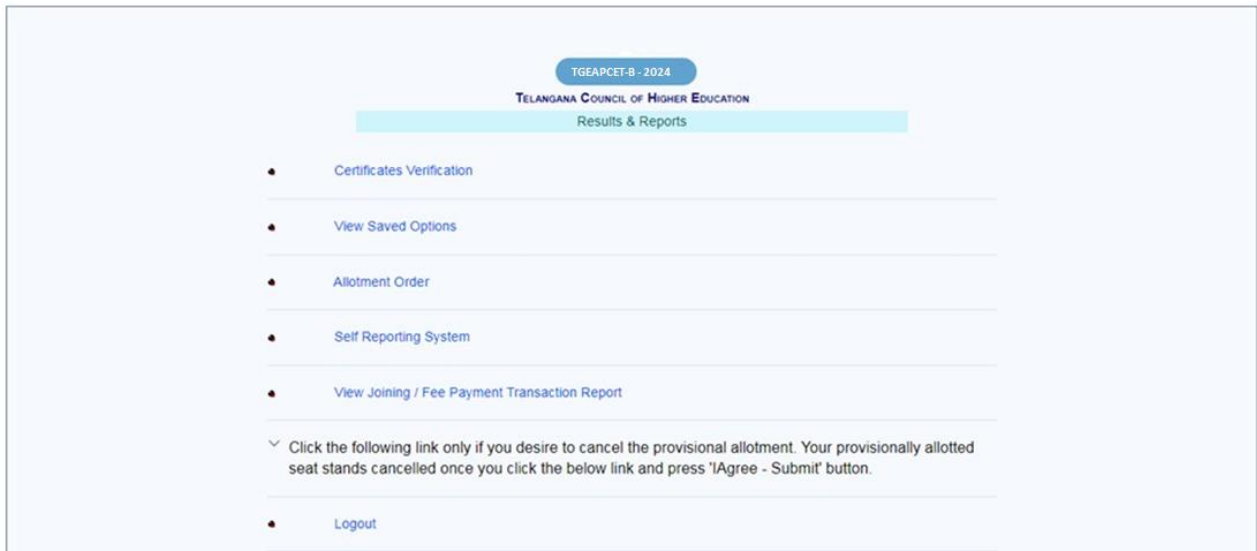 TGEAPCET-B - 2024
TELANGANA COUNCIL OF HIGHER EDUCATION
Results & Reports
Certificates Verification
View Saved Options
Allotment Order
Self Reporting System
View Joining / Fee Payment Transaction Report
Click the following link only if you desire to cancel the provisional allotment. Your provisionally allotted
seat stands cancelled once you click the below link and press 'IAgree - Submit' button.
Logout